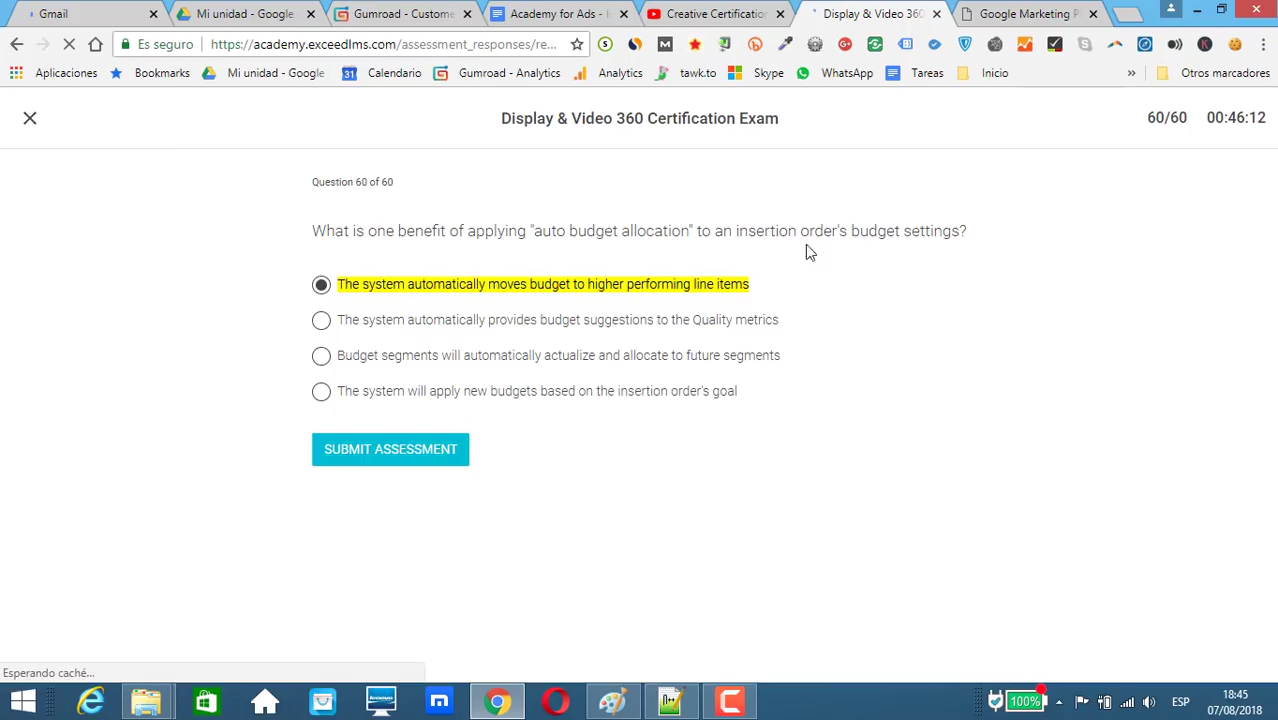 Gmail
Mi unidad - Google
Gumroad - Custome
Academy for Ads - I
Creative Certification
Display & Video 360
Google Marketing P
Es seguro https://academy.exceedlms.com/assessment_responses/re...
Aplicaciones Bookmark Mi unidad - Google Calendario Gumroad - Analytics Analytics tawk.to Skype WhatsApp Tareas Inicio » Otros marcadores
Display & Video 360 Certification Exam
60/60 00:46:12
Question 60 of 60
What is one benefit of applying "auto budget allocation" to an insertion order's budget settings?
The system automatically moves budget to higher performing line items
The system automatically provides budget suggestions to the Quality metrics
Budget segments will automatically actualize and allocate to future segments
The system will apply new budgets based on the insertion order's goal
SUBMIT ASSESSMENT
Esperando caché...
100% ESP 18:45
07/08/2018